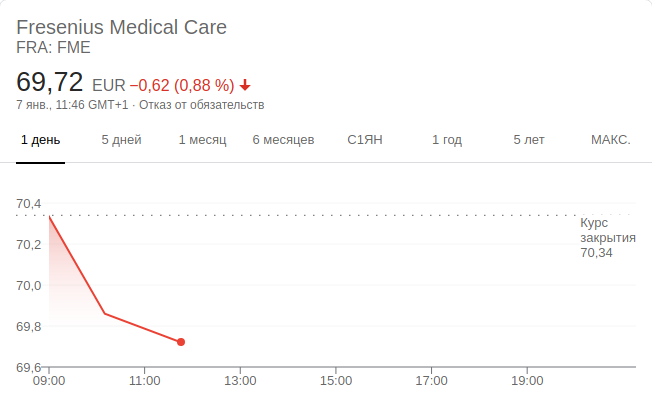 Fresenius Medical Care
FRA: FME
69,72 EUR −0,62 (0,88 %)
7 янв., 11:46 GMT+1 · Отказ от обязательств
1 день 5 дней 1 месяц 6 месяцев С1ЯН 1 год 5 лет МАКС.
70,4
Курс
закрытия
70,34
70,2
70,0
69,8
69,6
09:00 11:00 13:00 15:00 17:00 19:00